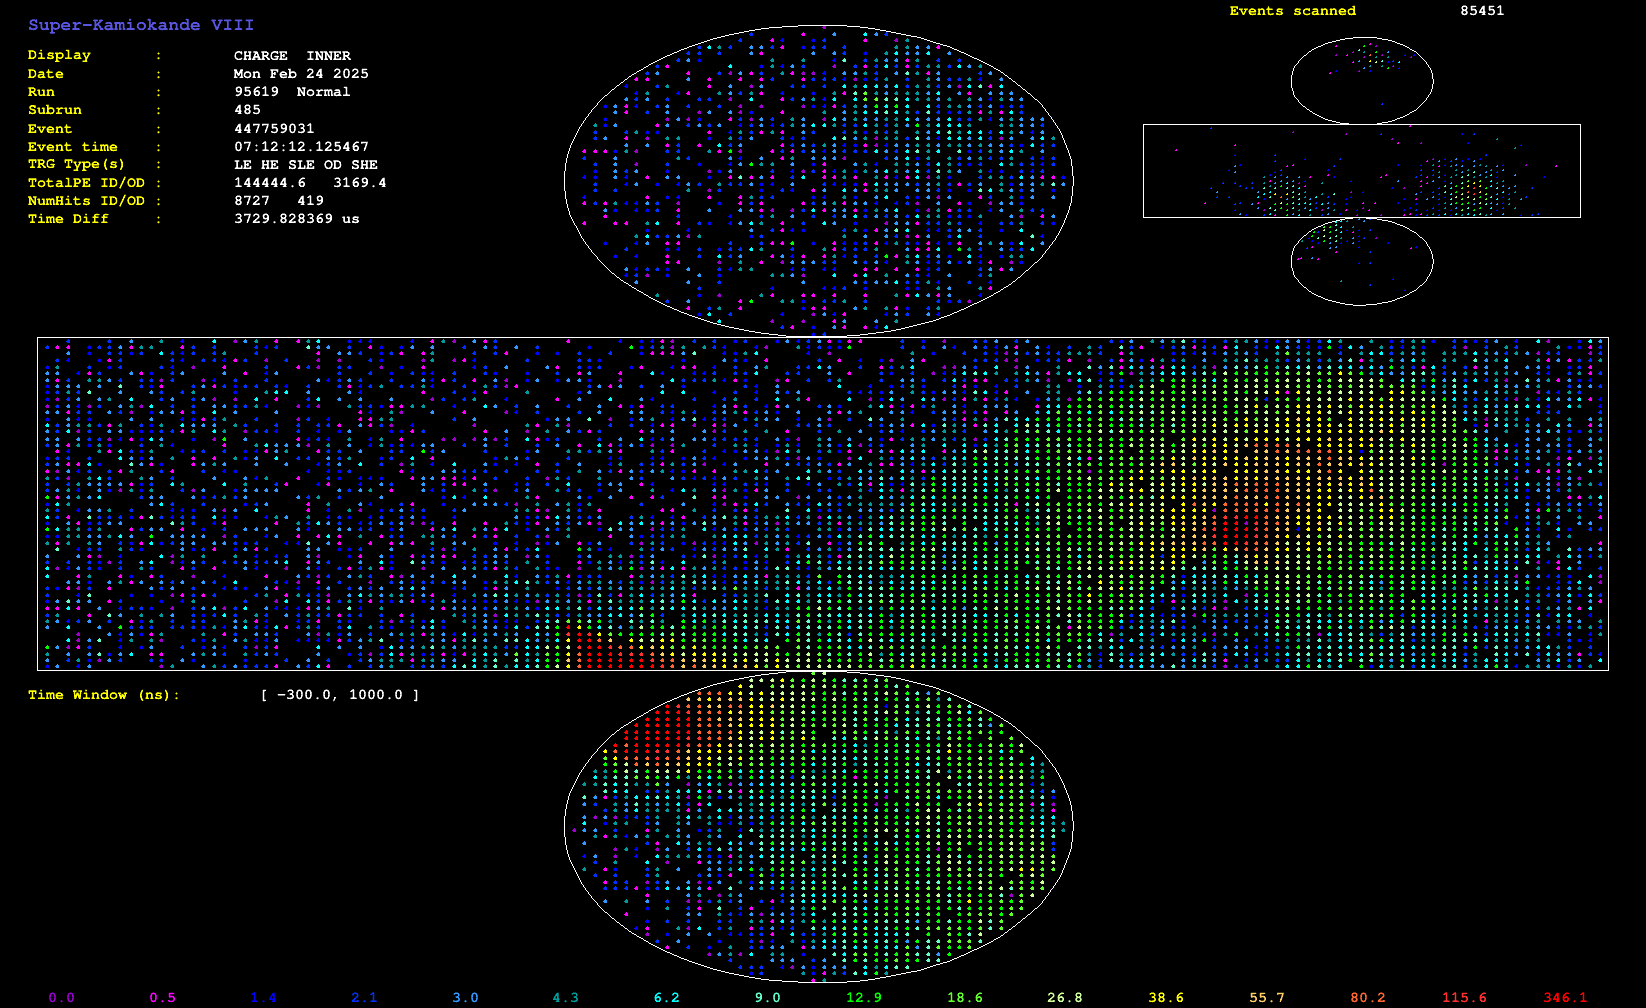 Super-Kamiokande VIII
Events scanned 85451
Display : CHARGE INNER
Date : Mon Feb 24 2025
Run : 95619 Normal
Subrun : 485
Event : 447759031
Event time : 07:12:12.125467
TRG Type(s) : LE HE SLE OD SHE
TotalPE ID/OD : 144444.6 3169.4
NumHits ID/OD : 8727 419
Time Diff : 3729.828369 us
Time Window (ns): [ -300.0, 1000.0 ]
0.0 0.5 1.4 2.1 3.0 4.3 6.2 9.0 12.9 18.6 26.8 38.6 55.7 80.2 115.6 346.1